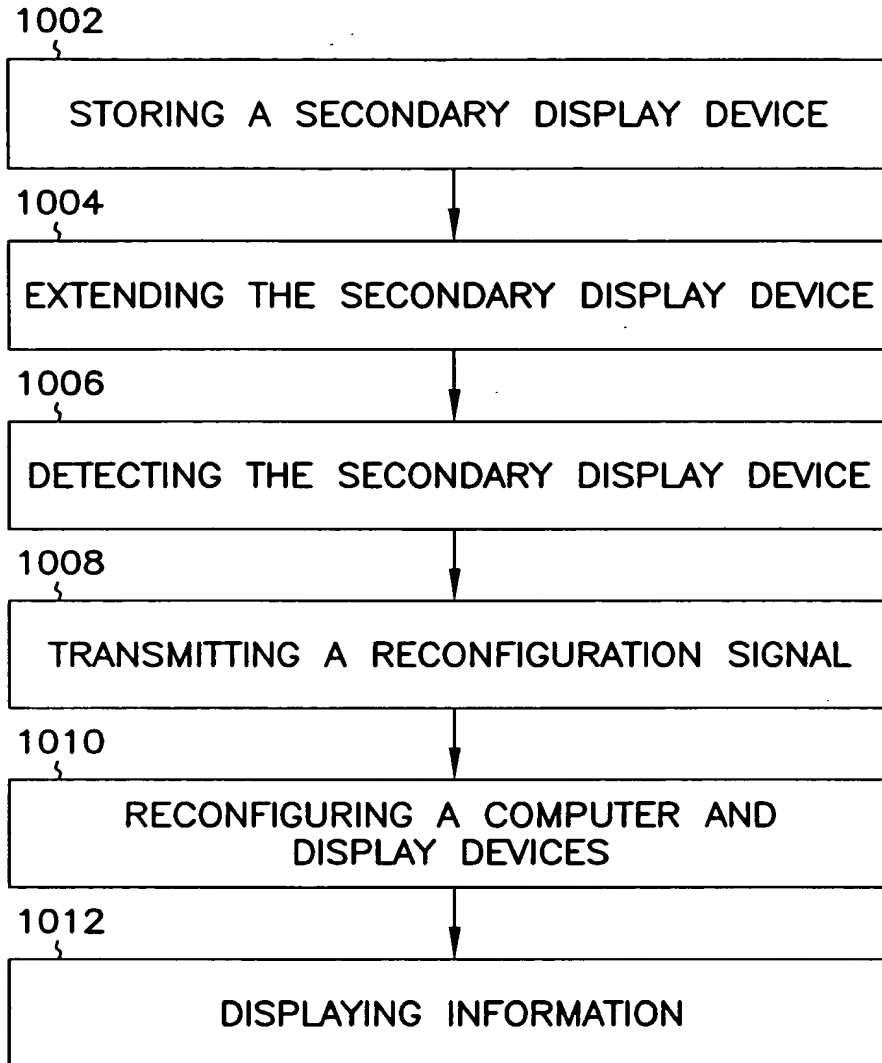 1002
STORING A SECONDARY DISPLAY DEVICE
1004
EXTENDING THE SECONDARY DISPLAY DEVICE
1006
DETECTING THE SECONDARY DISPLAY DEVICE
1008
TRANSMITTING A RECONFIGURATION SIGNAL
1010
RECONFIGURING A COMPUTER AND
DISPLAY DEVICES
1012
DISPLAYING INFORMATION